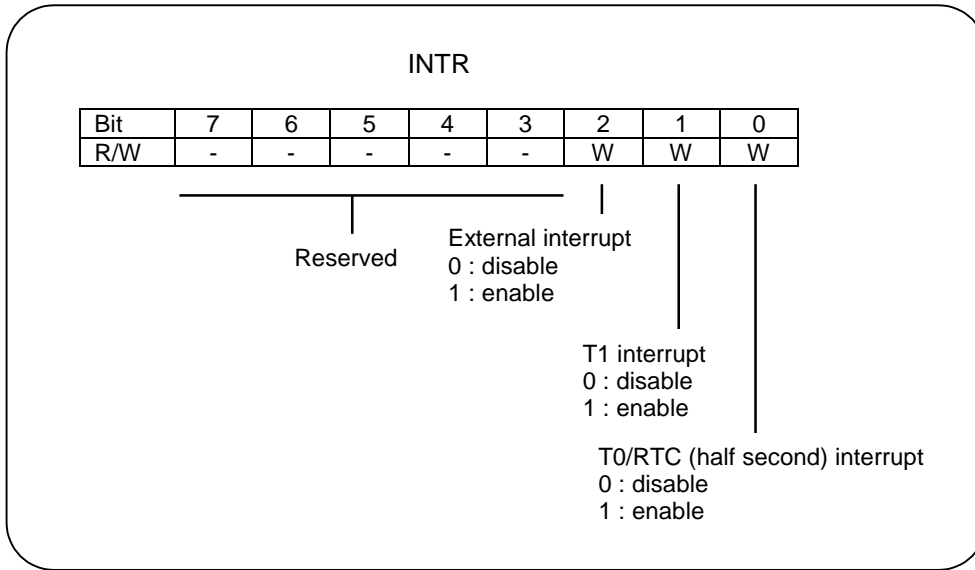 INTR
Bit 7 6 5 4 3 2 1 0
R/W - - - - - W W W
Reserved
External interrupt
0 : disable
1 : enable
T1 interrupt
0 : disable
1 : enable
T0/RTC (half second) interrupt
0 : disable
1 : enable